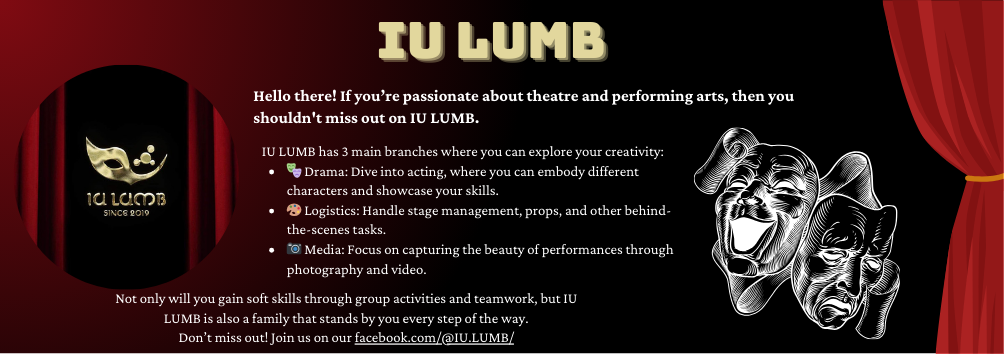 IU LUMB
IU LUMB
SINCE 2019
Hello there! If you're passionate about theatre and performing arts, then you
shouldn't miss out on IU LUMB.
IU LUMB has 3 main branches where you can explore your creativity:
• 🎭 Drama: Dive into acting, where you can embody different
characters and showcase your skills.
• 🎨 Logistics: Handle stage management, props, and other behind-
the-scenes tasks.
• 📷 Media: Focus on capturing the beauty of performances through
photography and video.
Not only will you gain soft skills through group activities and teamwork, but IU
LUMB is also a family that stands by you every step of the way.
Don't miss out! Join us on our facebook.com/@IU.LUMB/